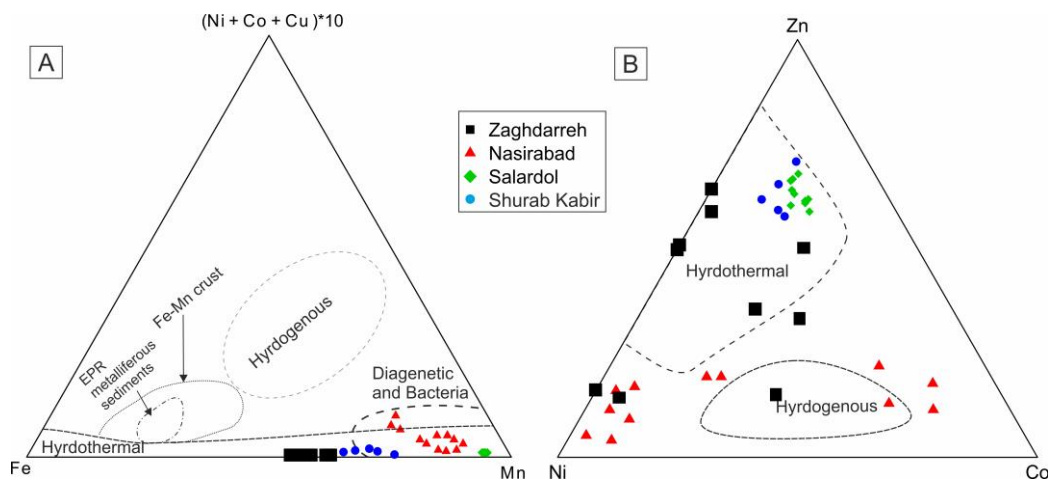 (Ni + Co + Cu )*10
A
Fe-Mn crust
EPR
metalliferous
sediments
Hyrdogenous
Diagenetic
and Bacteria
Hyrdothermal
Fe
Mn
Zaghdarreh
Nasirabad
Salardol
Shurab Kabir
Zn
B
Hyrdothermal
Hyrdogenous
Ni
Co